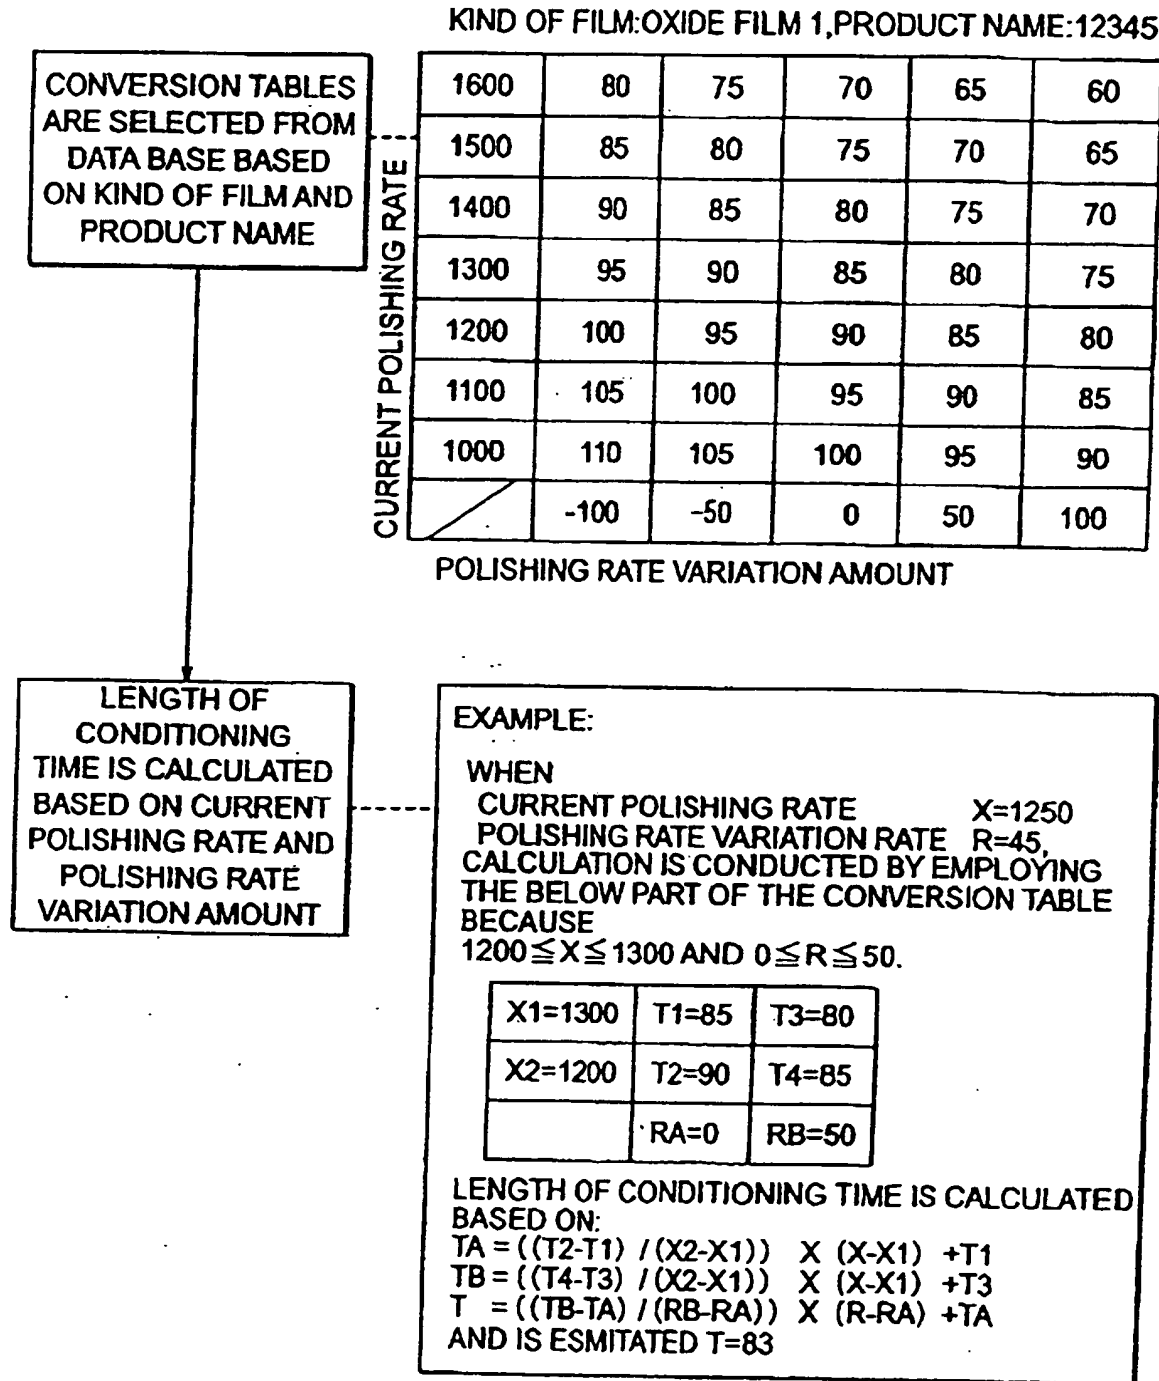 KIND OF FILM:OXIDE FILM 1,PRODUCT NAME:12345
CONVERSION TABLES
ARE SELECTED FROM
DATA BASE BASED
ON KIND OF FILM AND
PRODUCT NAME
CURRENT POLISHING RATE
1600 80 75 70 65 60
1500 85 80 75 70 65
1400 90 85 80 75 70
1300 95 90 85 80 75
1200 100 95 90 85 80
1100 105 100 95 90 85
1000 110 105 100 95 90
-100 -50 0 50 100
POLISHING RATE VARIATION AMOUNT
LENGTH OF
CONDITIONING
TIME IS CALCULATED
BASED ON CURRENT
POLISHING RATE AND
POLISHING RATE
VARIATION AMOUNT
EXAMPLE:
WHEN
CURRENT POLISHING RATE X=1250
POLISHING RATE VARIATION RATE R=45,
CALCULATION IS CONDUCTED BY EMPLOYING
THE BELOW PART OF THE CONVERSION TABLE
BECAUSE
1200≦X≦1300 AND 0≦R≦50.
X1=1300 T1=85 T3=80
X2=1200 T2=90 T4=85
RA=0 RB=50
LENGTH OF CONDITIONING TIME IS CALCULATED
BASED ON:
TA = ((T2-T1) / (X2-X1)) X (X-X1) +T1
TB = ((T4-T3) / (X2-X1)) X (X-X1) +T3
T = ((TB-TA) / (RB-RA)) X (R-RA) +TA
AND IS ESMITATED T=83